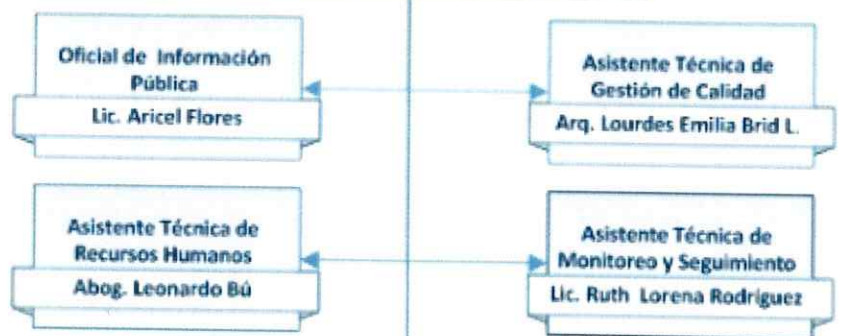 Oficial de Información
Pública
Lic. Aricel Flores
Asistente Técnica de
Gestión de Calidad
Arq. Lourdes Emilia Brid L.
Asistente Técnica de
Recursos Humanos
Abog. Leonardo Bú
Asistente Técnica de
Monitoreo y Seguimiento
Lic. Ruth Lorena Rodríguez